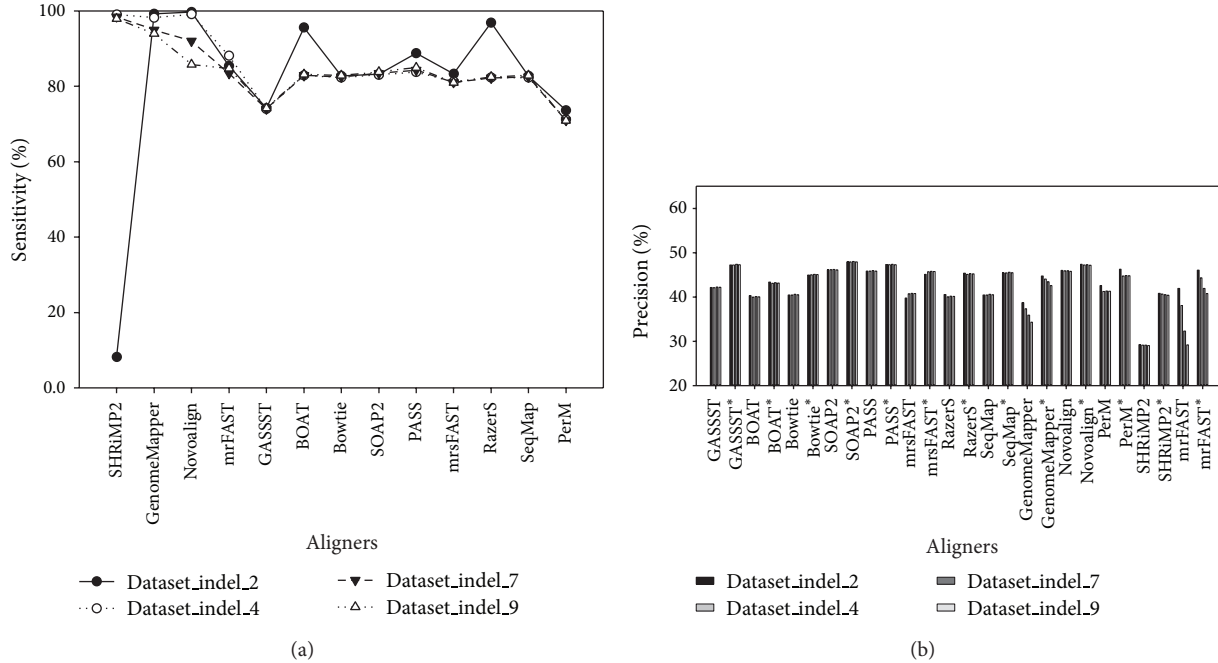 100
80
60
40
20
0.0
Sensitivity (%)
SHRiMP2
GenomeMapper
Novoalign
mrFAST
GASSST
BOAT
Bowtie
SOAP2
PASS
mrsFAST
RazerS
SeqMap
PerM
Aligners
Dataset_indel_2
Dataset_indel_4
Dataset_indel_7
Dataset_indel_9
(a)
60
50
40
30
20
Precision (%)
GASSST
GASSST*
BOAT
BOAT*
Bowtie
Bowtie*
SOAP2
SOAP2*
PASS
PASS*
mrsFAST
mrsFAST*
RazerS
RazerS*
SeqMap
SeqMap*
GenomeMapper
GenomeMapper*
Novoalign
Novoalign*
PerM
PerM*
SHRiMP2
SHRiMP2*
mrFAST
mrFAST*
Aligners
Dataset_indel_2
Dataset_indel_4
Dataset_indel_7
Dataset_indel_9
(b)